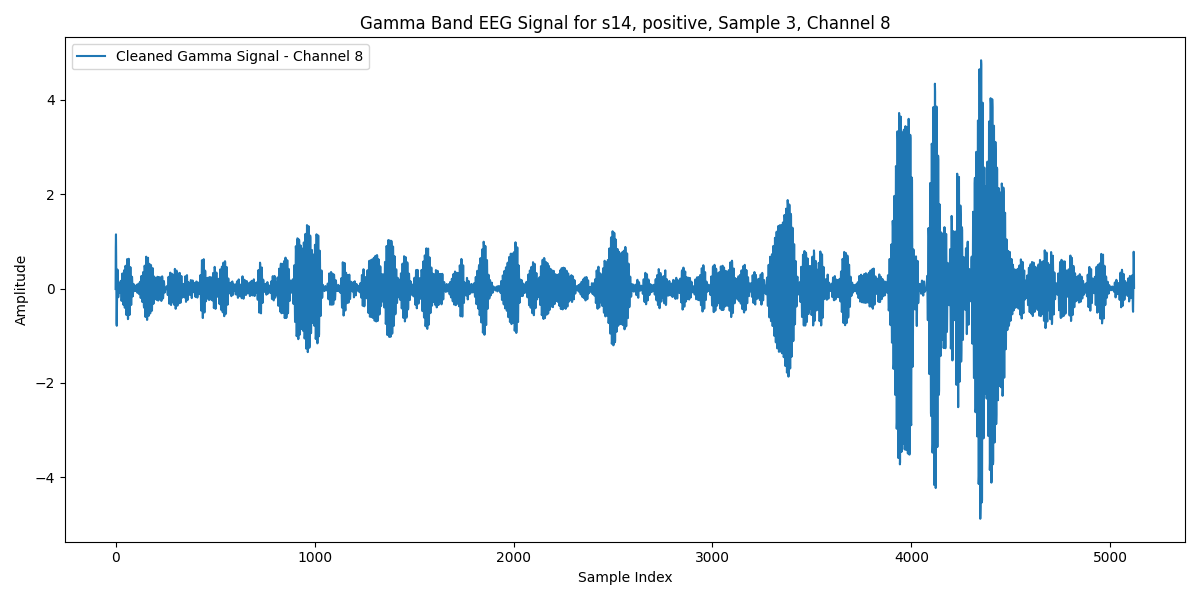 Gamma Band EEG Signal for s14, positive, Sample 3, Channel 8
Cleaned Gamma Signal - Channel 8
Amplitude
4
2
0
−2
−4
0 1000 2000 3000 4000 5000
Sample Index